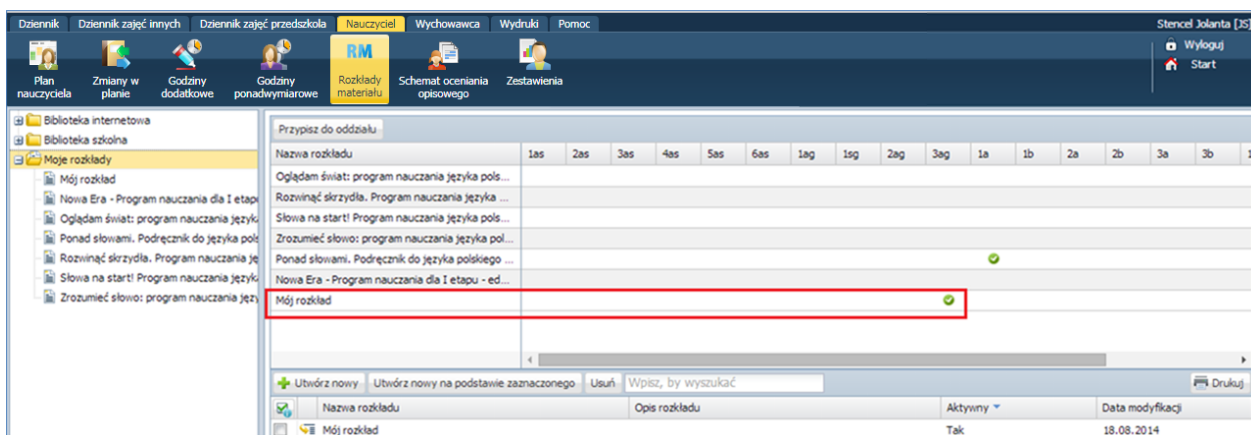 Dziennik Dziennik zajęć innych Dziennik zajęć przedszkola Nauczyciel Wychowawca Wydruki Pomoc Stencel Jolanta [JS]
Wyloguj
Start
RM
Plan nauczyciela
Zmiany w planie
Godziny dodatkowe
Godziny ponadwymiarowe
Rozkłady materiału
Schemat oceniania opisowego
Zestawienia
Biblioteka internetowa
Biblioteka szkolna
Moje rozkłady
Mój rozkład
Nowa Era - Program nauczania dla I etapu
Oglądam świat: program nauczania języka
Ponad słowami. Podręcznik do języka pols
Rozwinąć skrzydła. Program nauczania ję
Słowa na start! Program nauczania języka
Zrozumieć słowo: program nauczania języ
Przypisz do oddziału
Nazwa rozkładu 1as 2as 3as 4as 5as 6as 1ag 1sg 2ag 3ag 1a 1b 2a 2b 3a 3b 1
Oglądam świat: program nauczania języka pols...
Rozwinąć skrzydła. Program nauczania języka ...
Słowa na start! Program nauczania języka pols...
Zrozumieć słowo: program nauczania języka pol...
Ponad słowami. Podręcznik do języka polskiego ...
Nowa Era - Program nauczania dla I etapu - ed...
Mój rozkład
Utwórz nowy Utwórz nowy na podstawie zaznaczonego Usuń Wpisz, by wyszukać Drukuj
Nazwa rozkładu Opis rozkładu Aktywny Data modyfikacji
Mój rozkład Tak 18.08.2014